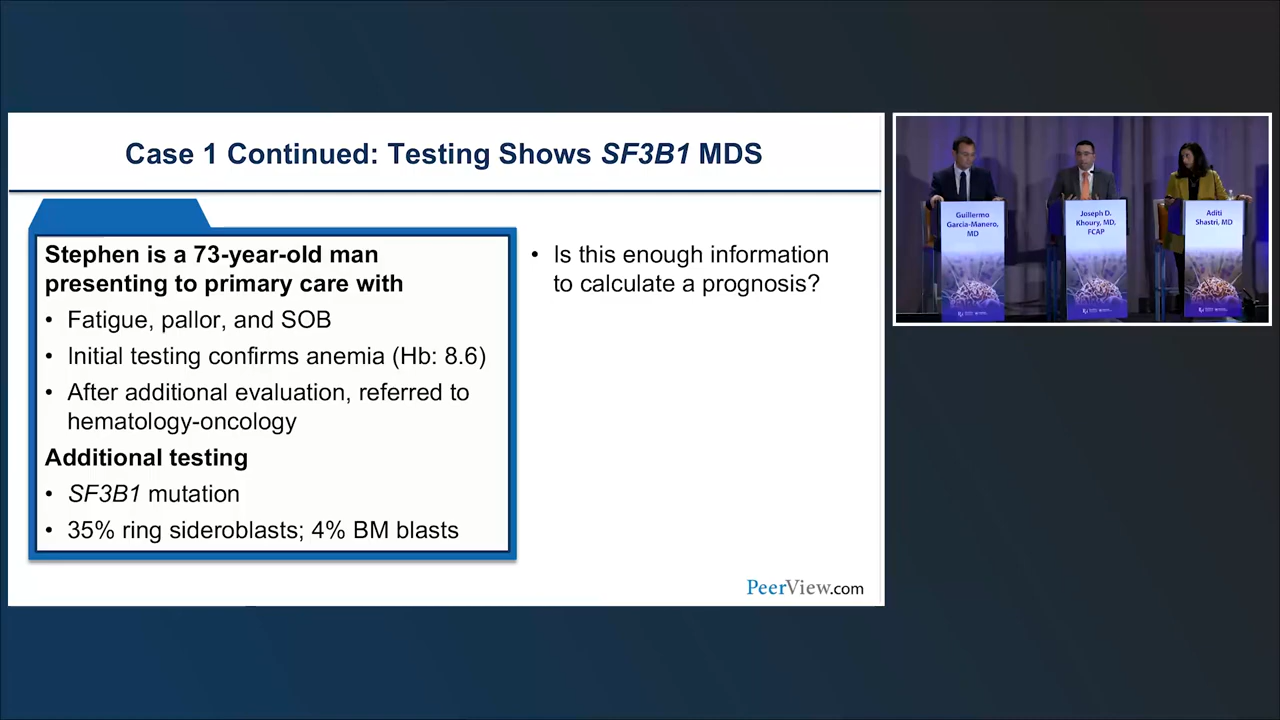 Case 1 Continued: Testing Shows SF3B1 MDS
Stephen is a 73-year-old man
presenting to primary care with
• Fatigue, pallor, and SOB
• Initial testing confirms anemia (Hb: 8.6)
• After additional evaluation, referred to
hematology-oncology
Additional testing
• SF3B1 mutation
• 35% ring sideroblasts; 4% BM blasts
• Is this enough information
to calculate a prognosis?
PeerView.com
Guillermo
Garcia-Manero,
MD
Joseph D.
Khoury, MD,
FCAP
Aditi
Shastri, MD